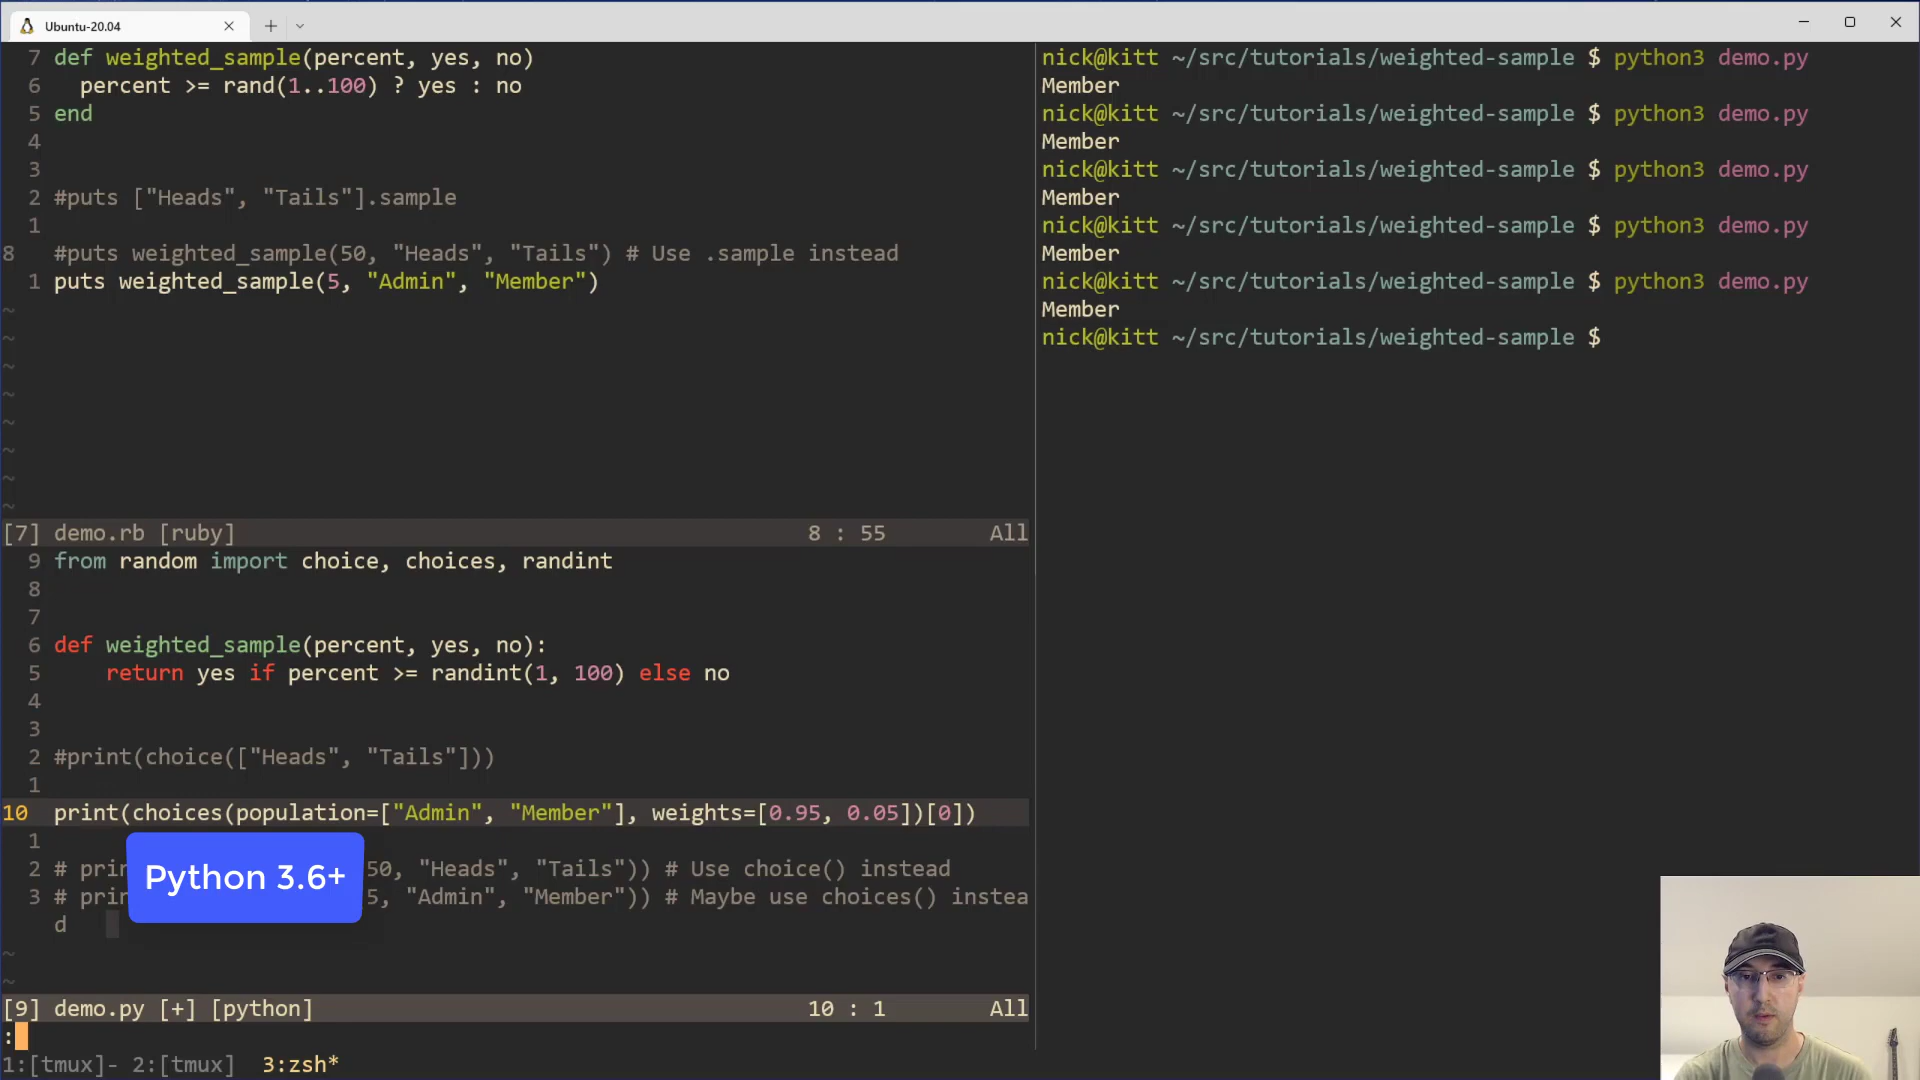 Ubuntu-20.04
7 def weighted_sample(percent, yes, no)
6 percent >= rand(1..100) ? yes : no
5 end
4
3
2 #puts ["Heads", "Tails"].sample
1
8 #puts weighted_sample(50, "Heads", "Tails") # Use .sample instead
1 puts weighted_sample(5, "Admin", "Member")
~
~
~
~
~
~
~
~
[7] demo.rb [ruby] 8 : 55 All
9 from random import choice, choices, randint
8
7
6 def weighted_sample(percent, yes, no):
5 return yes if percent >= randint(1, 100) else no
4
3
2 #print(choice(["Heads", "Tails"]))
1
10 print(choices(population=["Admin", "Member"], weights=[0.95, 0.05])[0])
1
2 # prin 50, "Heads", "Tails")) # Use choice() instead
3 # prin 5, "Admin", "Member")) # Maybe use choices() instea
d
Python 3.6+
~
~
[9] demo.py [+] [python] 10 : 1 All
:
1:[tmux]- 2:[tmux] 3:zsh*
nick@kitt ~/src/tutorials/weighted-sample $ python3 demo.py
Member
nick@kitt ~/src/tutorials/weighted-sample $ python3 demo.py
Member
nick@kitt ~/src/tutorials/weighted-sample $ python3 demo.py
Member
nick@kitt ~/src/tutorials/weighted-sample $ python3 demo.py
Member
nick@kitt ~/src/tutorials/weighted-sample $ python3 demo.py
Member
nick@kitt ~/src/tutorials/weighted-sample $